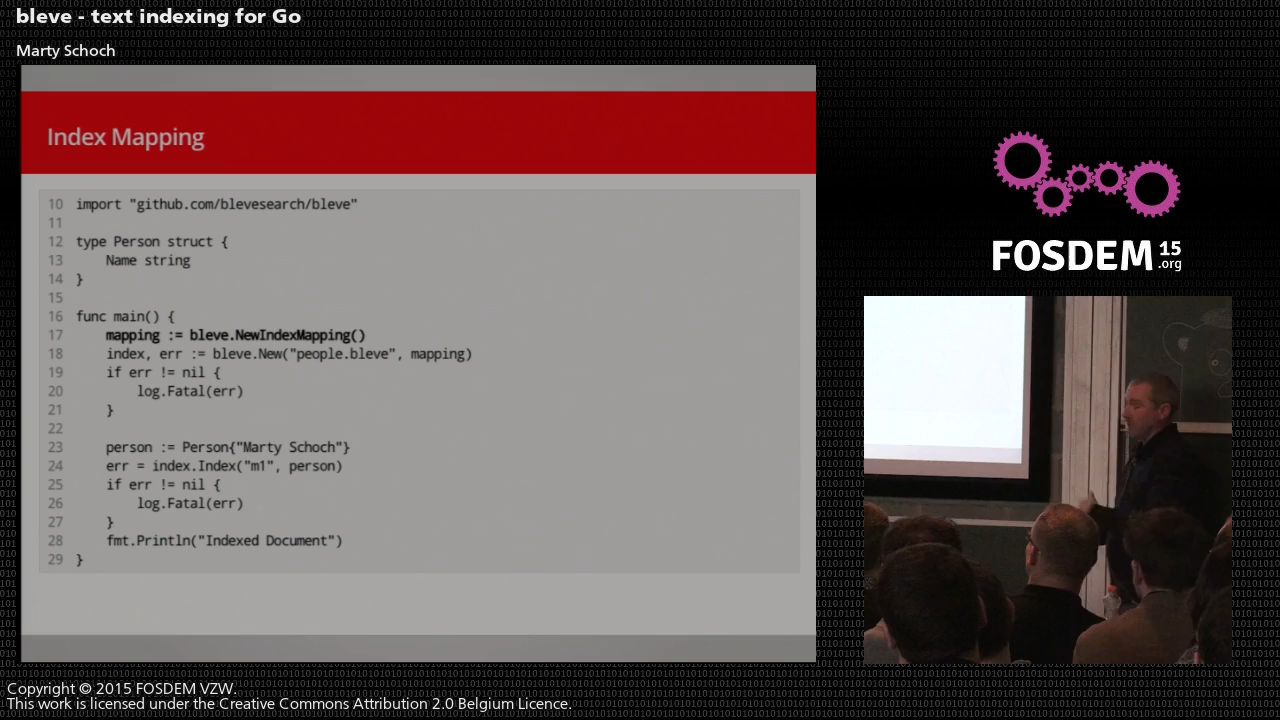 bleve - text indexing for Go
Marty Schoch
Index Mapping
10 import "github.com/blevesearch/bleve"
11
12 type Person struct {
13     Name string
14 }
15
16 func main() {
17     mapping := bleve.NewIndexMapping()
18     index, err := bleve.New("people.bleve", mapping)
19     if err != nil {
20         log.Fatal(err)
21     }
22
23     person := Person{"Marty Schoch"}
24     err = index.Index("m1", person)
25     if err != nil {
26         log.Fatal(err)
27     }
28     fmt.Println("Indexed Document")
29 }
FOSDEM 15
.org
Copyright © 2015 FOSDEM VZW.
This work is licensed under the Creative Commons Attribution 2.0 Belgium Licence.